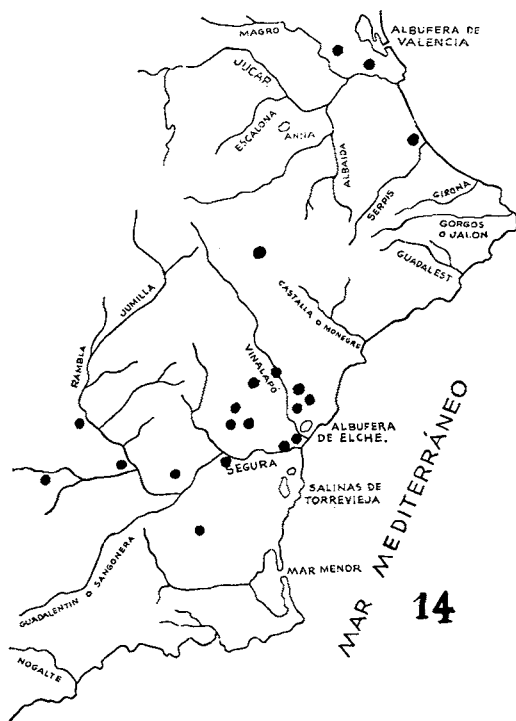 MAGRO
ALBUFERA DE
VALENCIA
JUCAR
ESCALONA
ANNA
ALBAIDA
SERPIS
GIRONA
GORGOS
O JALON
GUADALEST
CASTALLA O MONEGRE
JUMILLA
RAMBLA
VINALAPÓ
ALBUFERA
DE ELCHE.
SEGURA
SALINAS DE
TORREVIEJA
MAR MEDITERRÁNEO
MAR MENOR
GUADALENTIN O SANGONERA
NOGALTE
14